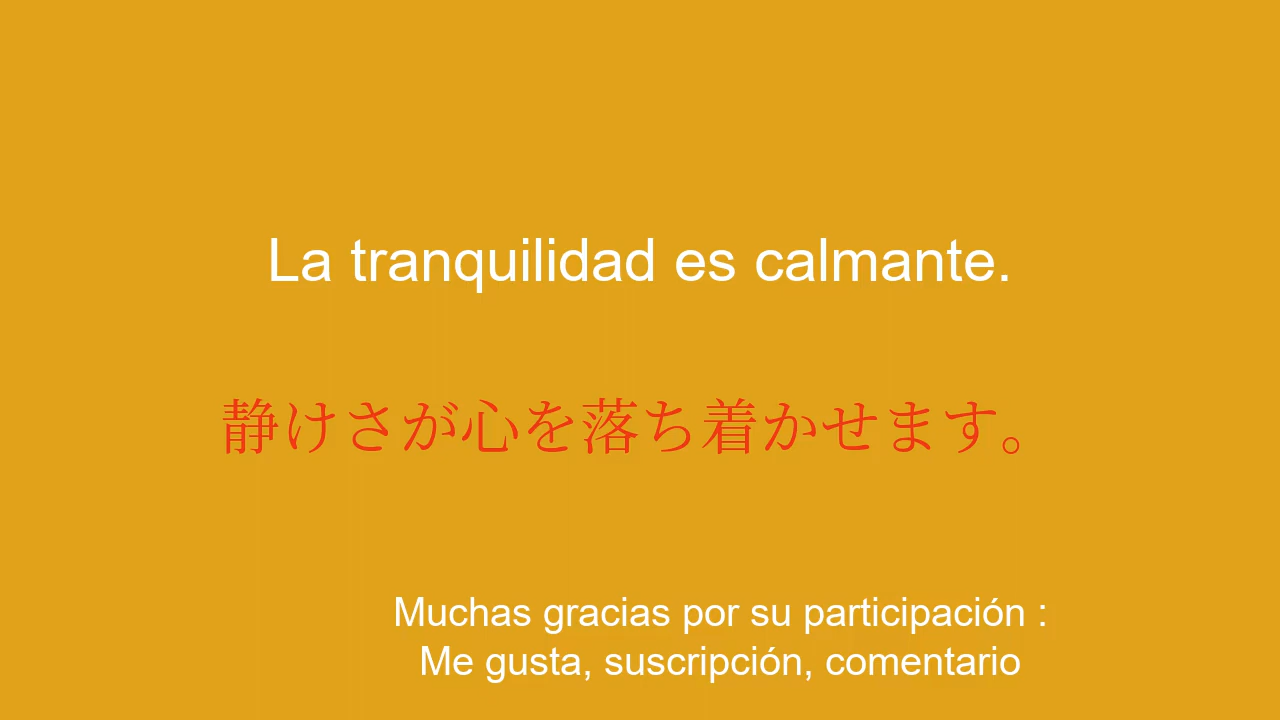 La tranquilidad es calmante.
静けさが心を落ち着かせます。
Muchas gracias por su participación :
Me gusta, suscripción, comentario